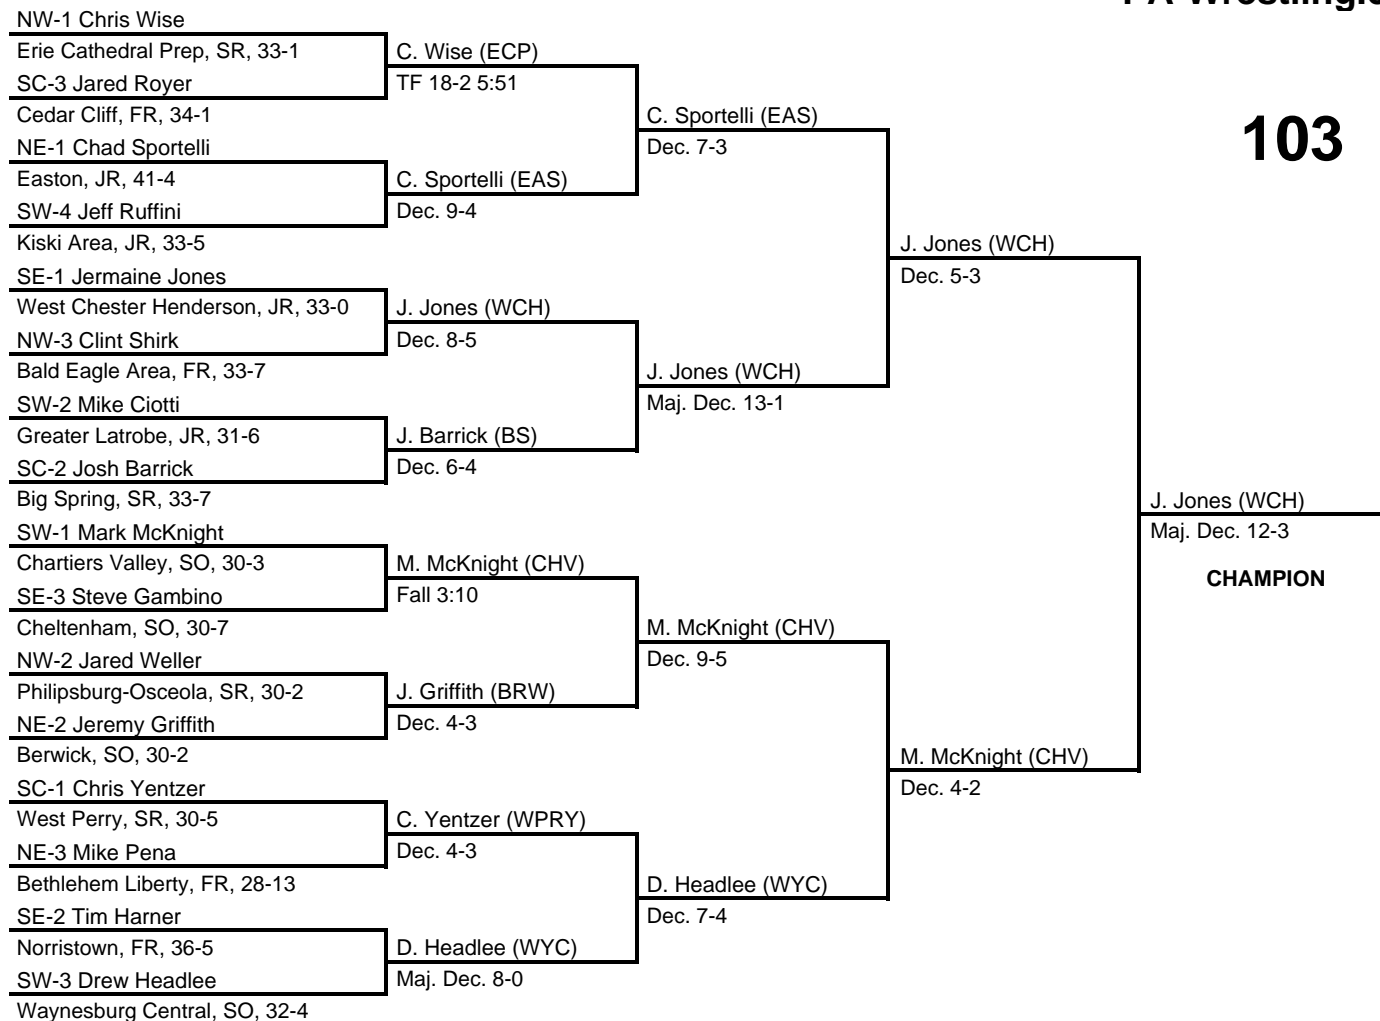 NW-1 Chris Wise
Erie Cathedral Prep, SR, 33-1
SC-3 Jared Royer
Cedar Cliff, FR, 34-1
NE-1 Chad Sportelli
Easton, JR, 41-4
SW-4 Jeff Ruffini
Kiski Area, JR, 33-5
SE-1 Jermaine Jones
West Chester Henderson, JR, 33-0
NW-3 Clint Shirk
Bald Eagle Area, FR, 33-7
SW-2 Mike Ciotti
Greater Latrobe, JR, 31-6
SC-2 Josh Barrick
Big Spring, SR, 33-7
SW-1 Mark McKnight
Chartiers Valley, SO, 30-3
SE-3 Steve Gambino
Cheltenham, SO, 30-7
NW-2 Jared Weller
Philipsburg-Osceola, SR, 30-2
NE-2 Jeremy Griffith
Berwick, SO, 30-2
SC-1 Chris Yentzer
West Perry, SR, 30-5
NE-3 Mike Pena
Bethlehem Liberty, FR, 28-13
SE-2 Tim Harner
Norristown, FR, 36-5
SW-3 Drew Headlee
Waynesburg Central, SO, 32-4
C. Wise (ECP)
TF 18-2 5:51
C. Sportelli (EAS)
Dec. 9-4
J. Jones (WCH)
Dec. 8-5
J. Barrick (BS)
Dec. 6-4
M. McKnight (CHV)
Fall 3:10
J. Griffith (BRW)
Dec. 4-3
C. Yentzer (WPRY)
Dec. 4-3
D. Headlee (WYC)
Maj. Dec. 8-0
C. Sportelli (EAS)
Dec. 7-3
J. Jones (WCH)
Maj. Dec. 13-1
M. McKnight (CHV)
Dec. 9-5
D. Headlee (WYC)
Dec. 7-4
J. Jones (WCH)
Dec. 5-3
M. McKnight (CHV)
Dec. 4-2
103
J. Jones (WCH)
Maj. Dec. 12-3
CHAMPION